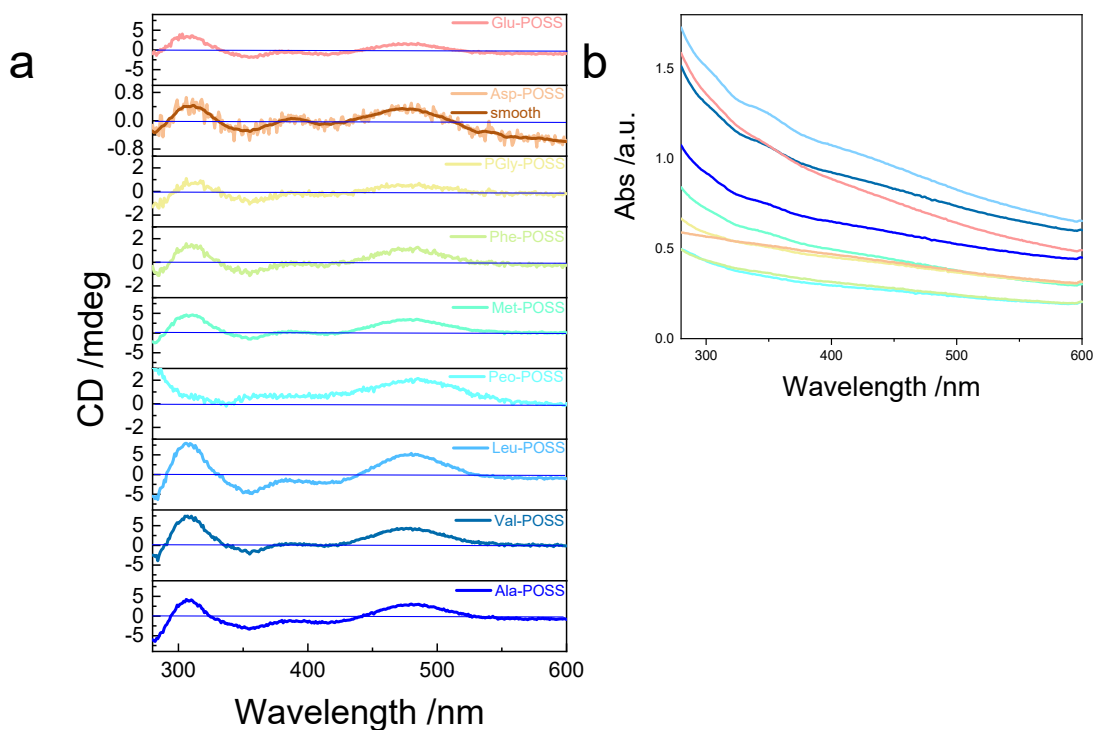 a
CD /mdeg
5
0
-5
Glu-POSS
0.8
0.0
-0.8
Asp-POSS
smooth
2
0
-2
PGly-POSS
2
0
-2
Phe-POSS
5
0
-5
Met-POSS
2
0
-2
Peo-POSS
5
0
-5
Leu-POSS
5
0
-5
Val-POSS
5
0
-5
Ala-POSS
300 400 500 600
Wavelength /nm
b
Abs /a.u.
1.5
1.0
0.5
0.0
300 400 500 600
Wavelength /nm